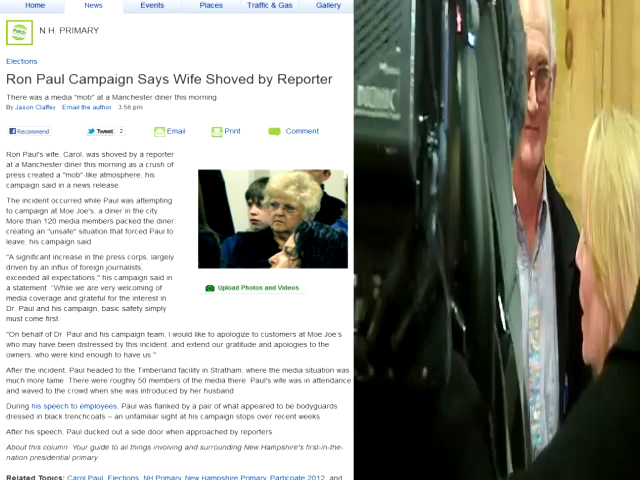 Home News Events Places Traffic & Gas Gallery
Patch
N.H. PRIMARY
Elections
Ron Paul Campaign Says Wife Shoved by Reporter
There was a media "mob" at a Manchester diner this morning.
By Jason Claffey Email the author 3:56 pm
Recommend Tweet 2 Email Print Comment
Ron Paul's wife, Carol, was shoved by a reporter
at a Manchester diner this morning as a crush of
press created a "mob"-like atmosphere, his
campaign said in a news release.
The incident occurred while Paul was attempting
to campaign at Moe Joe's, a diner in the city.
More than 120 media members packed the diner,
creating an "unsafe" situation that forced Paul to
leave, his campaign said.
"A significant increase in the press corps, largely
driven by an influx of foreign journalists,
exceeded all expectations," his campaign said in
a statement. "While we are very welcoming of
media coverage and grateful for the interest in
Dr. Paul and his campaign, basic safety simply
must come first.
Upload Photos and Videos
"On behalf of Dr. Paul and his campaign team, I would like to apologize to customers at Moe Joe's
who may have been distressed by this incident, and extend our gratitude and apologies to the
owners, who were kind enough to have us."
After the incident, Paul headed to the Timberland facility in Stratham, where the media situation was
much more tame. There were roughly 50 members of the media there. Paul's wife was in attendance
and waved to the crowd when she was introduced by her husband.
During his speech to employees, Paul was flanked by a pair of what appeared to be bodyguards
dressed in black trenchcoats – an unfamiliar sight at his campaign stops over recent weeks.
After his speech, Paul ducked out a side door when approached by reporters.
About this column: Your guide to all things involving and surrounding New Hampshire's first-in-the-
nation presidential primary.
Related Topics: Carol Paul, Elections, NH Primary, New Hampshire Primary, Participate 2012, and